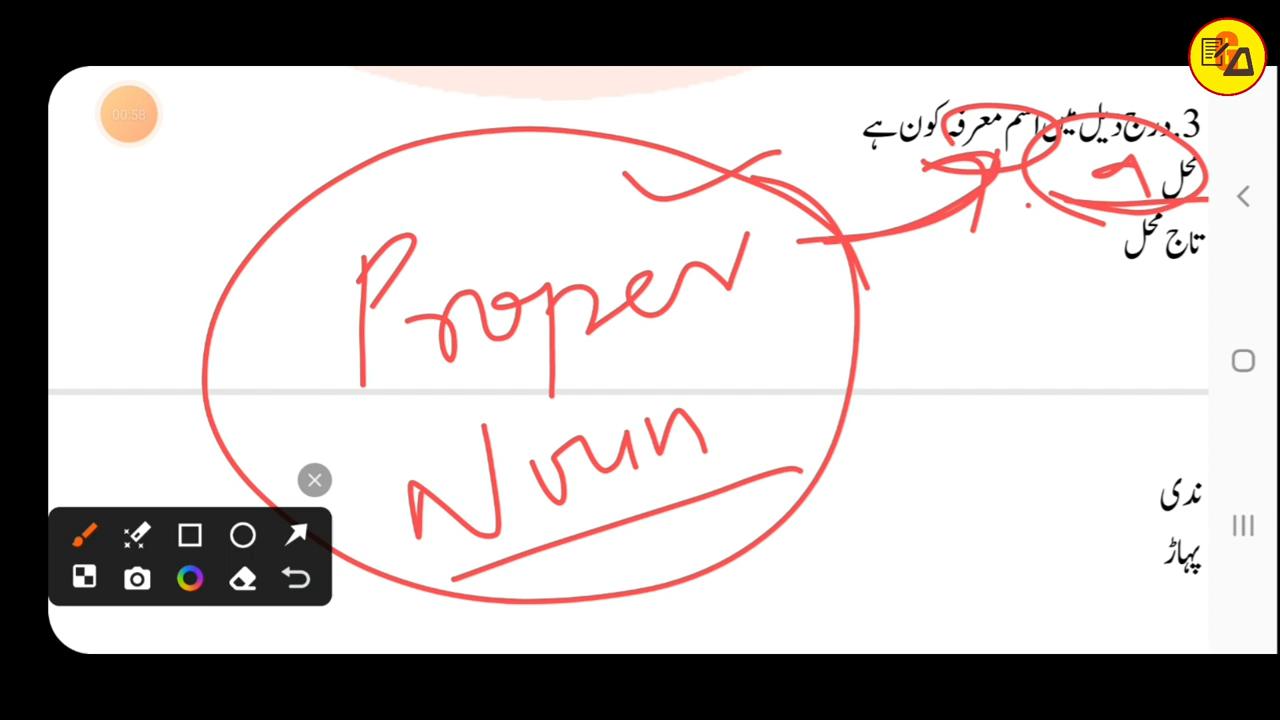 00:58
3. درج ذیل میں اسم معرفہ کون ہے
محل
تاج محل
Proper
Noun
ندی
پہاڑ